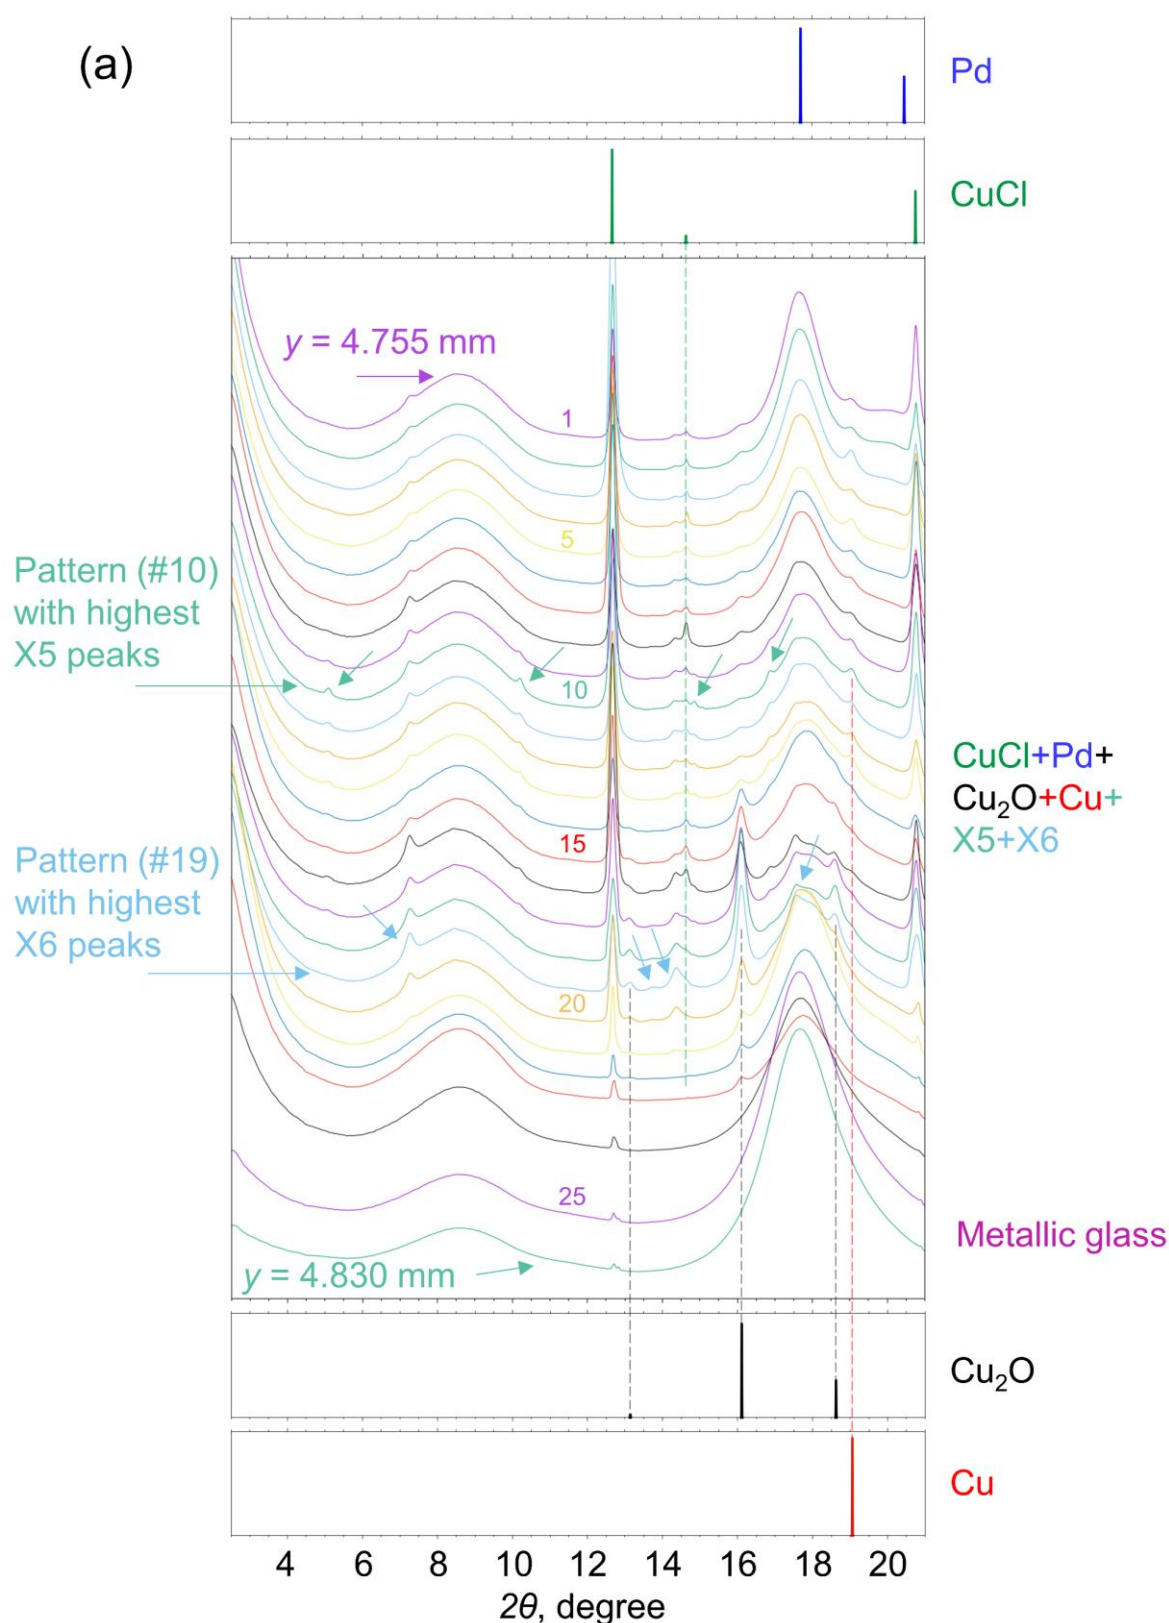 (a)
Pd
CuCl
y = 4.755 mm
1
5
Pattern (#10)
with highest
X5 peaks
10
CuCl+Pd+
Cu₂O+Cu+
X5+X6
15
Pattern (#19)
with highest
X6 peaks
20
25
Metallic glass
y = 4.830 mm
Cu₂O
Cu
4 6 8 10 12 14 16 18 20
2θ, degree